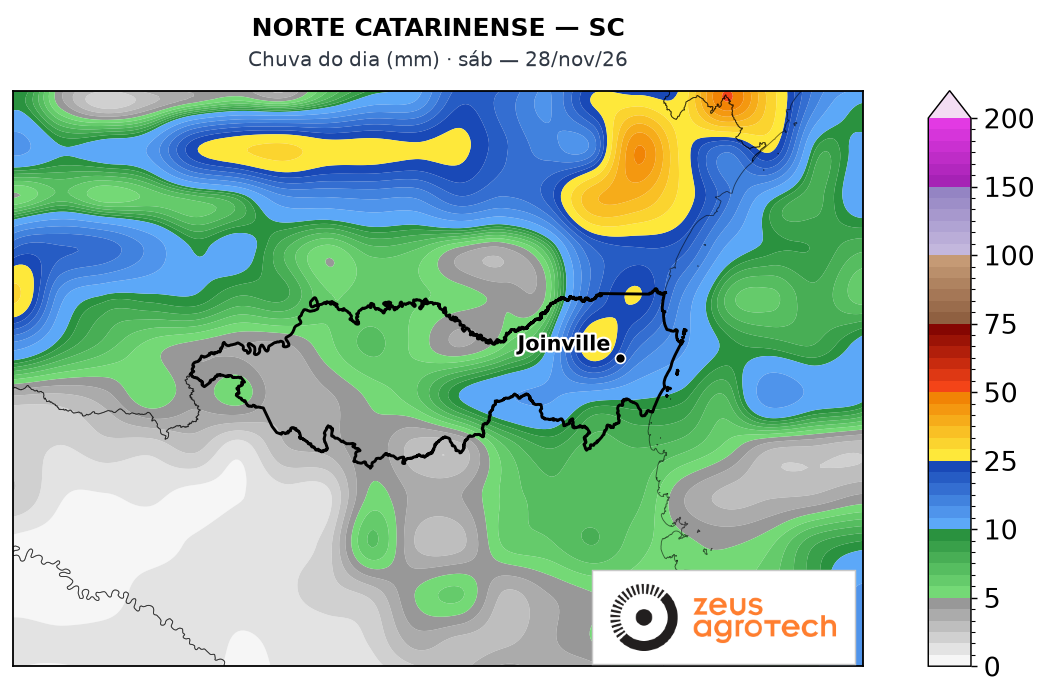 NORTE CATARINENSE — SC
Chuva do dia (mm) · sáb — 28/nov/26
200
150
100
75
50
25
10
5
0
Joinville
zeus
agrotech